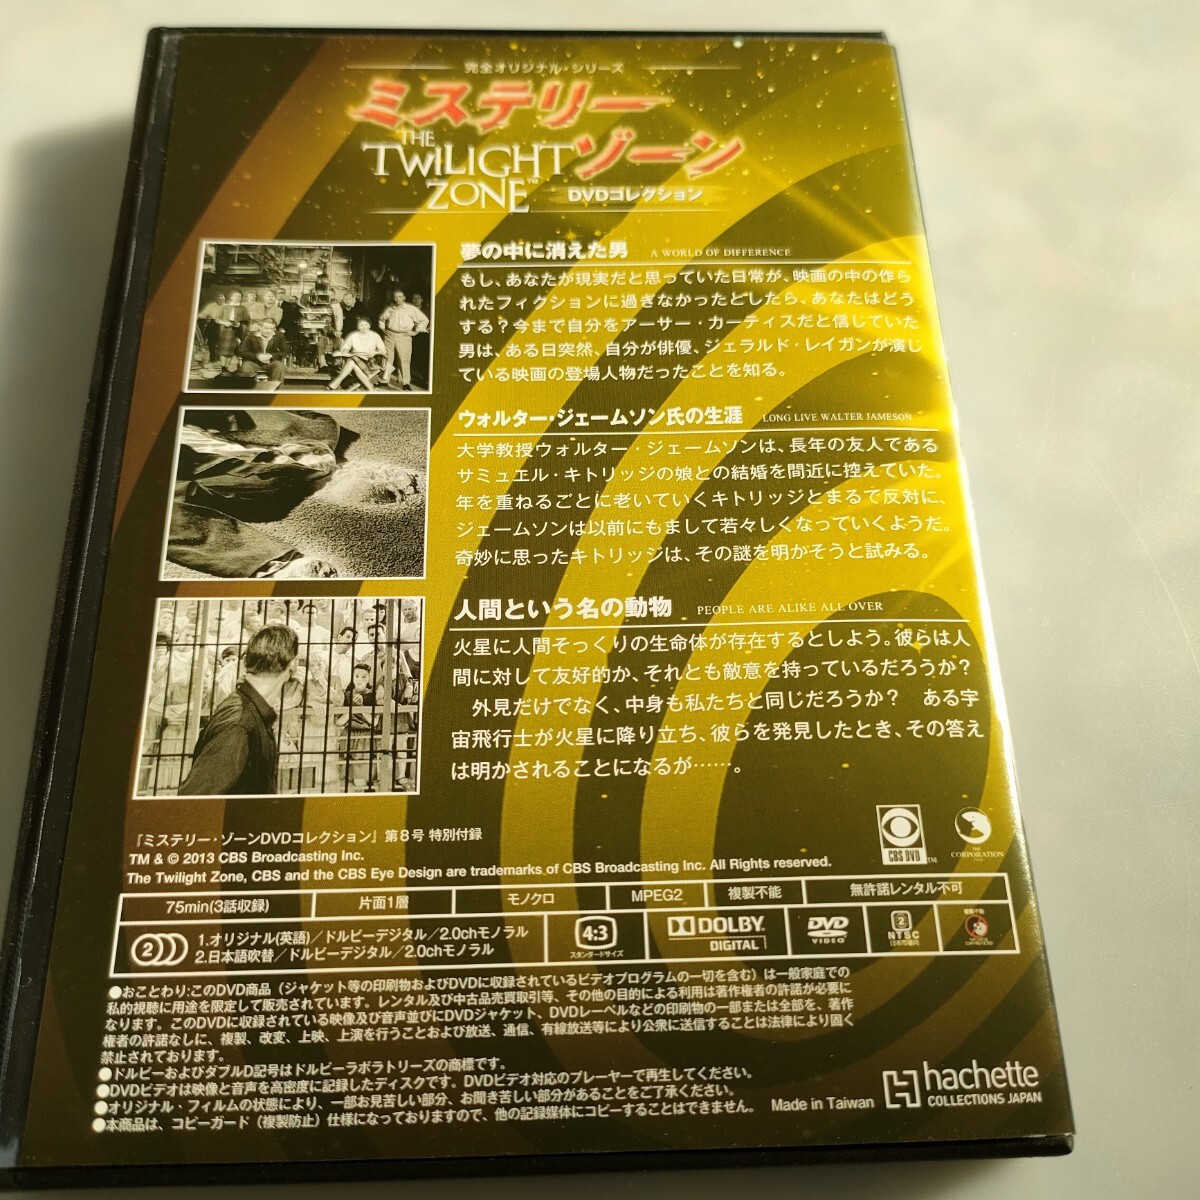 完全オリジナル・シリーズ
ミステリー
THE
TWILIGHT ゾーン
ZONE™ DVDコレクション
夢の中に消えた男 A WORLD OF DIFFERENCE
もし、あなたが現実だと思っていた日常が、映画の中の作ら
れたフィクションに過ぎなかったとしたら、あなたはどう
する?今まで自分をアーサー・カーティスだと信じていた
男は、ある日突然、自分が俳優、ジェラルド・レイガンが演じ
ている映画の登場人物だったことを知る。
ウォルター・ジェームソン氏の生涯 LONG LIVE WALTER JAMESON
大学教授ウォルター・ジェームソンは、長年の友人である
サミュエル・キトリッジの娘との結婚を間近に控えていた。
年を重ねるごとに老いていくキトリッジとまるで反対に、
ジェームソンは以前にもまして若々しくなっていくようだ。
奇妙に思ったキトリッジは、その謎を明かそうと試みる。
人間という名の動物 PEOPLE ARE ALIKE ALL OVER
火星に人間そっくりの生命体が存在するとしよう。彼らは人
間に対して友好的か、それとも敵意を持っているだろうか?
外見だけでなく、中身も私たちと同じだろうか? ある宇
宙飛行士が火星に降り立ち、彼らを発見したとき、その答え
は明かされることになるが……。
『ミステリー・ゾーンDVDコレクション』第8号 特別付録
TM & © 2013 CBS Broadcasting Inc.
The Twilight Zone, CBS and the CBS Eye Design are trademarks of CBS Broadcasting Inc. All Rights reserved.
CBS DVD™
THE
CORPORATION
75min(3話収録) 片面1層 モノクロ MPEG2 複製不能 無許諾レンタル不可
2 1.オリジナル(英語)/ドルビーデジタル/2.0chモノラル
2.日本語吹替/ドルビーデジタル/2.0chモノラル
4:3
スタンダードサイズ
DOLBY
DIGITAL
DVD
VIDEO
2
NTSC
日本市場向
●おことわり:このDVD商品(ジャケット等の印刷物およびDVDに収録されているビデオプログラムの一切を含む)は一般家庭での
私的視聴に用途を限定して販売されています。レンタル及び中古品売買取引等、その他の目的による利用は著作権者の許諾が必要に
なります。このDVDに収録されている映像及び音声並びにDVDジャケット、DVDレーベルなどの印刷物の一部または全部を、著作
権者の許諾なしに、複製、改変、上映、上演を行うことおよび放送、通信、有線放送等により公衆に送信することは法律により固く
禁止されております。
●ドルビーおよびダブルD記号はドルビーラボラトリーズの商標です。
●DVDビデオは映像と音声を高密度に記録したディスクです。DVDビデオ対応のプレーヤーで再生してください。
●オリジナル・フィルムの状態により、一部お見苦しい部分、お聞き苦しい部分があることをご了承ください。
●本商品は、コピーガード(複製防止)仕様になっておりますので、他の記録媒体にコピーすることはできません。
Made in Taiwan
hachette
COLLECTIONS JAPAN